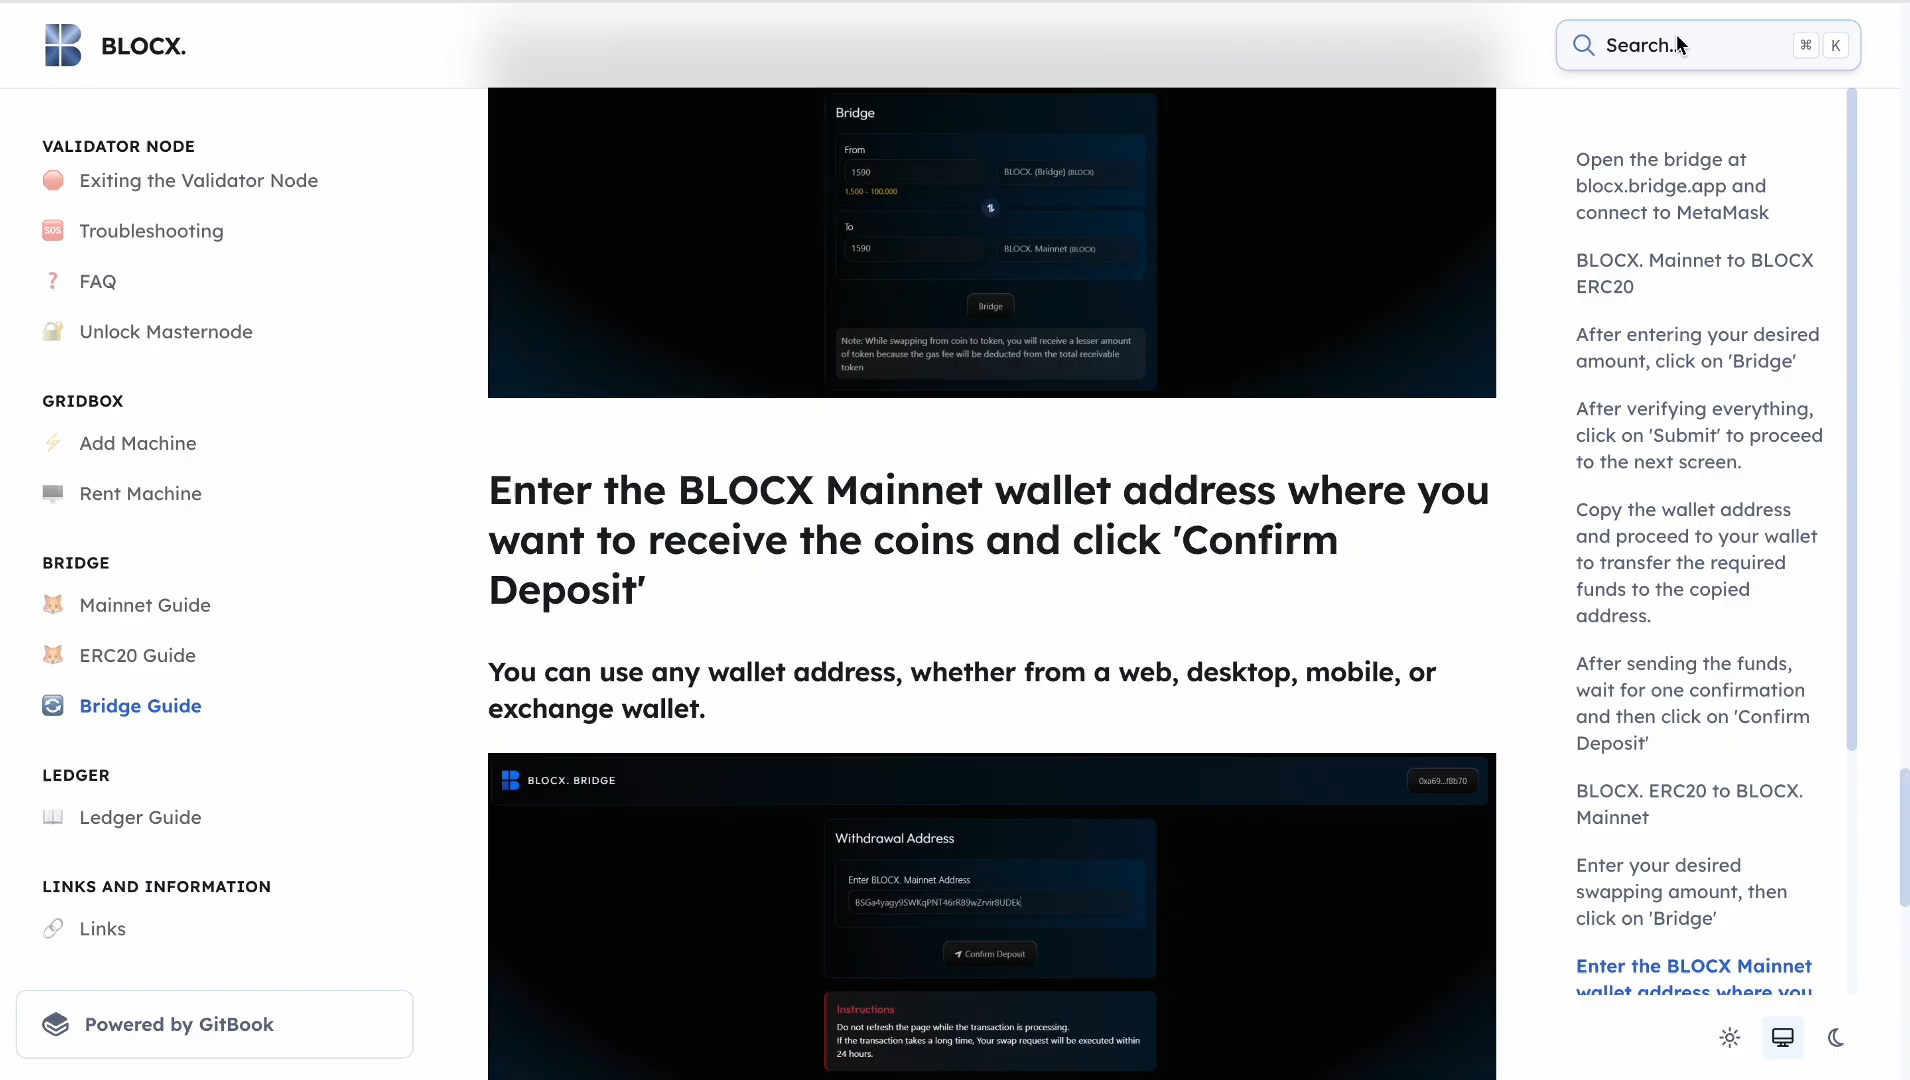 BLOCX.
Search...
⌘ K
VALIDATOR NODE
Exiting the Validator Node
SOS
Troubleshooting
FAQ
Unlock Masternode
GRIDBOX
Add Machine
Rent Machine
BRIDGE
Mainnet Guide
ERC20 Guide
Bridge Guide
LEDGER
Ledger Guide
LINKS AND INFORMATION
Links
Powered by GitBook
Bridge
From
1590
BLOCX. (Bridge) (BLOCX)
1,500 - 100,000
To
1590
BLOCX. Mainnet (BLOCX)
Bridge
Note: While swapping from coin to token, you will receive a lesser amount
of token because the gas fee will be deducted from the total receivable
token
Enter the BLOCX Mainnet wallet address where you
want to receive the coins and click 'Confirm
Deposit'
You can use any wallet address, whether from a web, desktop, mobile, or
exchange wallet.
BLOCX. BRIDGE
0xa69...f8b70
Withdrawal Address
Enter BLOCX. Mainnet Address
BSGa4yagy9SWKqPNT46rR89wZrvir8UDEk
Confirm Deposit
Instructions
Do not refresh the page while the transaction is processing.
If the transaction takes a long time, Your swap request will be executed within
24 hours.
Open the bridge at
blocx.bridge.app and
connect to MetaMask
BLOCX. Mainnet to BLOCX
ERC20
After entering your desired
amount, click on 'Bridge'
After verifying everything,
click on 'Submit' to proceed
to the next screen.
Copy the wallet address
and proceed to your wallet
to transfer the required
funds to the copied
address.
After sending the funds,
wait for one confirmation
and then click on 'Confirm
Deposit'
BLOCX. ERC20 to BLOCX.
Mainnet
Enter your desired
swapping amount, then
click on 'Bridge'
Enter the BLOCX Mainnet
wallet address where you